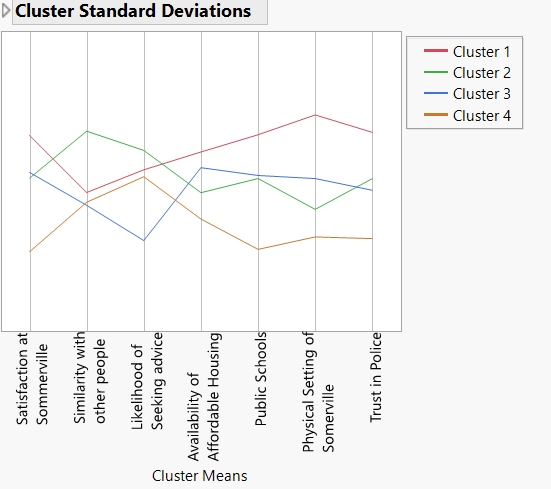 Cluster Standard Deviations
Cluster 1
Cluster 2
Cluster 3
Cluster 4
Satisfaction at
Sommerville
Similarity with
other people
Likelihood of
Seeking advice
Availability of
Affordable Housing
Public Schools
Physical Setting of
Somerville
Trust in Police
Cluster Means